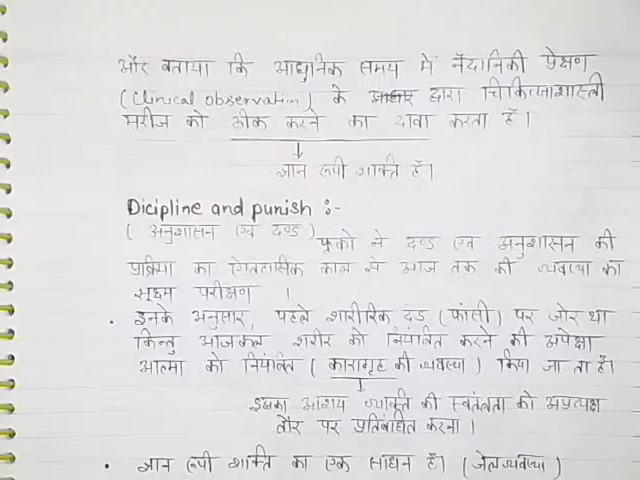 और बताया कि आधुनिक समय में नैदानिकी प्रेक्षण
(Clinical observation) के द्वारा चिकित्साशास्त्री
मरीज को ठीक करने का दावा करता है।
ज्ञान रूपी शक्ति है।
Dicipline and punish :-
(अनुशासन एवं दण्ड)
फूको ने दण्ड एवं अनुशासन की
प्रक्रिया का ऐतिहासिक काल से आज तक की व्यवस्था का
सूक्ष्म परीक्षण ।
• इनके अनुसार, पहले शारीरिक दंड (फांसी) पर जोर था
किन्तु आजकल शरीर को नियंत्रित करने की अपेक्षा
आत्मा को नियंत्रित (कारागृह की व्यवस्था) किया जाता है।
इसका आशय व्यक्ति की स्वतंत्रता को अप्रत्यक्ष
तौर पर प्रतिबंधित करना।
• ज्ञान रूपी शक्ति का एक साधन है। (जेल व्यवस्था)